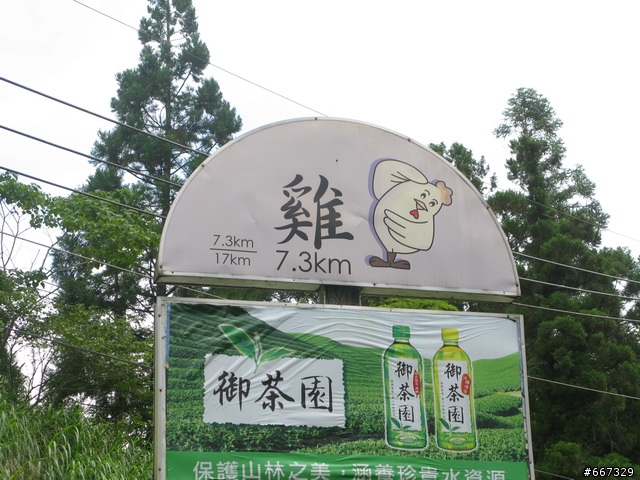 雞
7.3km
17km
7.3km
御茶園
御茶園
御茶園
保護山林之美，涵養珍貴水資源
#667329